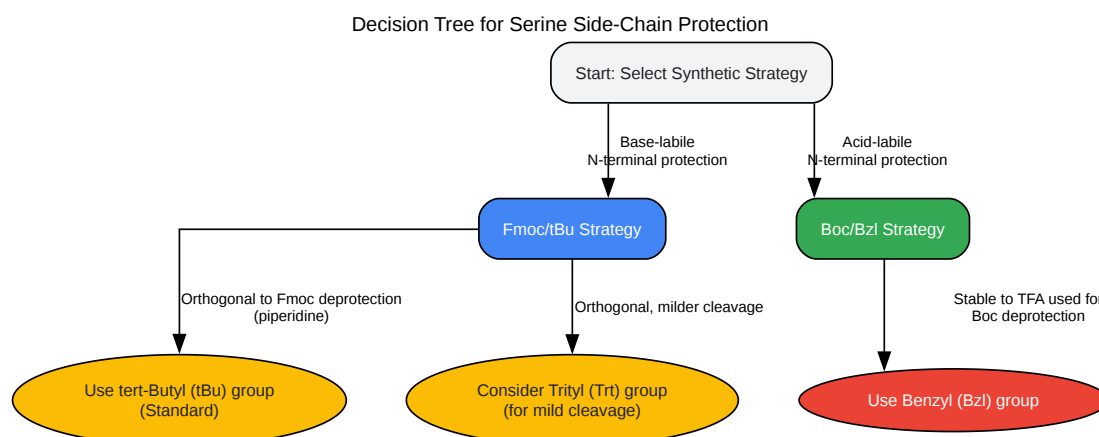 Decision Tree for Serine Side-Chain Protection
Start: Select Synthetic Strategy
Base-labile
N-terminal protection
Acid-labile
N-terminal protection
Fmoc/tBu Strategy
Boc/Bzl Strategy
Orthogonal to Fmoc deprotection
(piperidine)
Orthogonal, milder cleavage
Stable to TFA used for
Boc deprotection
Use tert-Butyl (tBu) group
(Standard)
Consider Trityl (Trt) group
(for mild cleavage)
Use Benzyl (Bzl) group